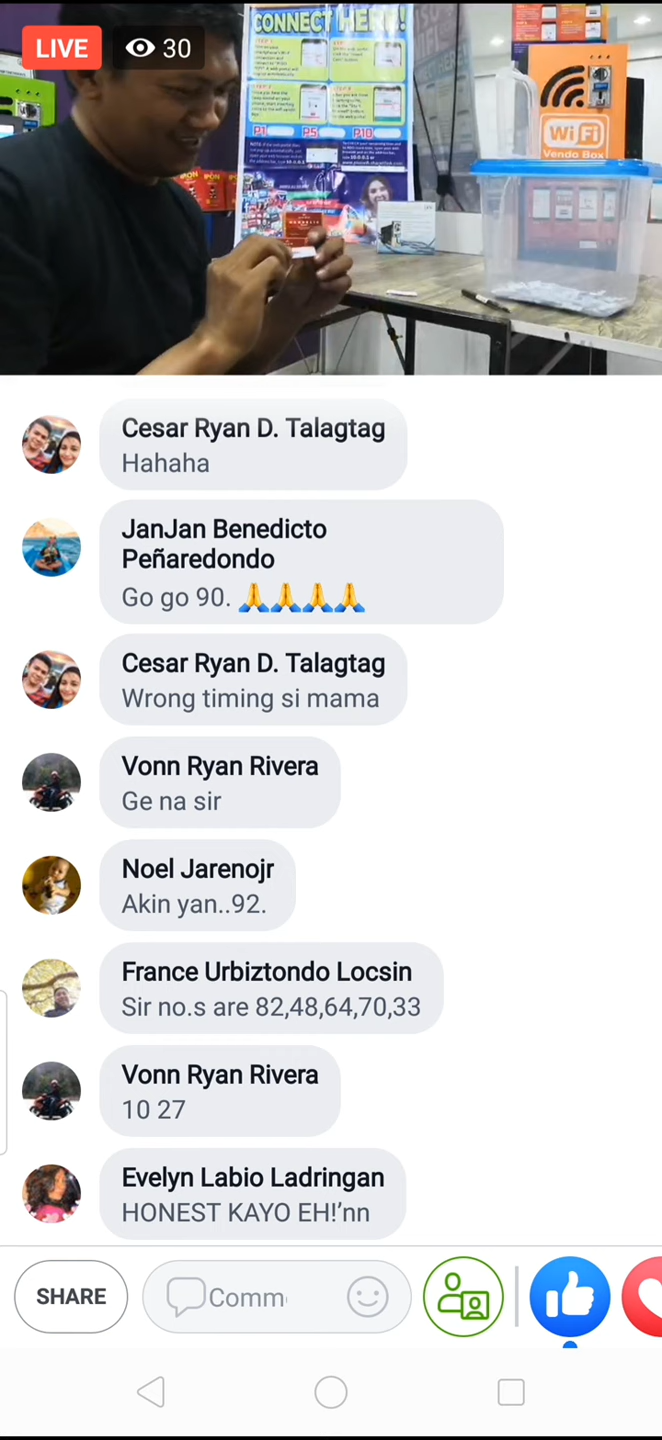 LIVE
30
CONNECT HERE!
P1
P5
P10
WiFi
Vendo Box
Cesar Ryan D. Talagtag
Hahaha
JanJan Benedicto
Peñaredondo
Go go 90. 🙏🙏🙏🙏
Cesar Ryan D. Talagtag
Wrong timing si mama
Vonn Ryan Rivera
Ge na sir
Noel Jarenojr
Akin yan..92.
France Urbiztondo Locsin
Sir no.s are 82,48,64,70,33
Vonn Ryan Rivera
10 27
Evelyn Labio Ladringan
HONEST KAYO EH!'nn
SHARE
Comm